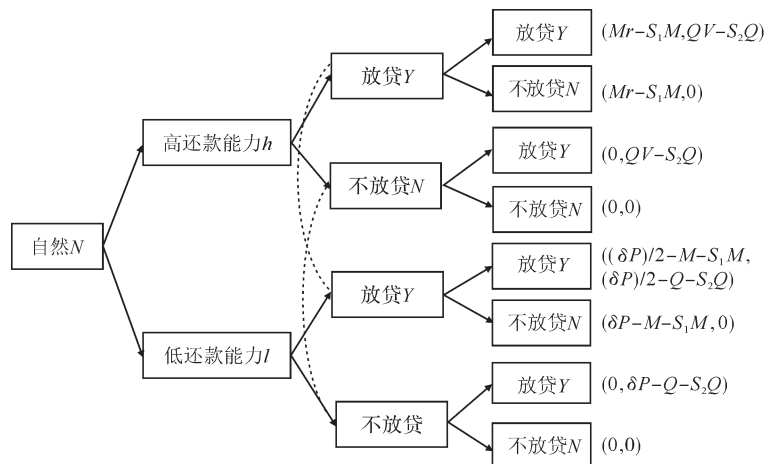 放贷Y (Mr-S₁M,QV-S₂Q)
放贷Y
不放贷N (Mr-S₁M,0)
高还款能力h
放贷Y (0,QV-S₂Q)
不放贷N
不放贷N (0,0)
自然N
放贷Y ((δP)/2-M-S₁M,
(δP)/2-Q-S₂Q)
放贷Y
不放贷N (δP-M-S₁M,0)
低还款能力l
放贷Y (0,δP-Q-S₂Q)
不放贷
不放贷N (0,0)